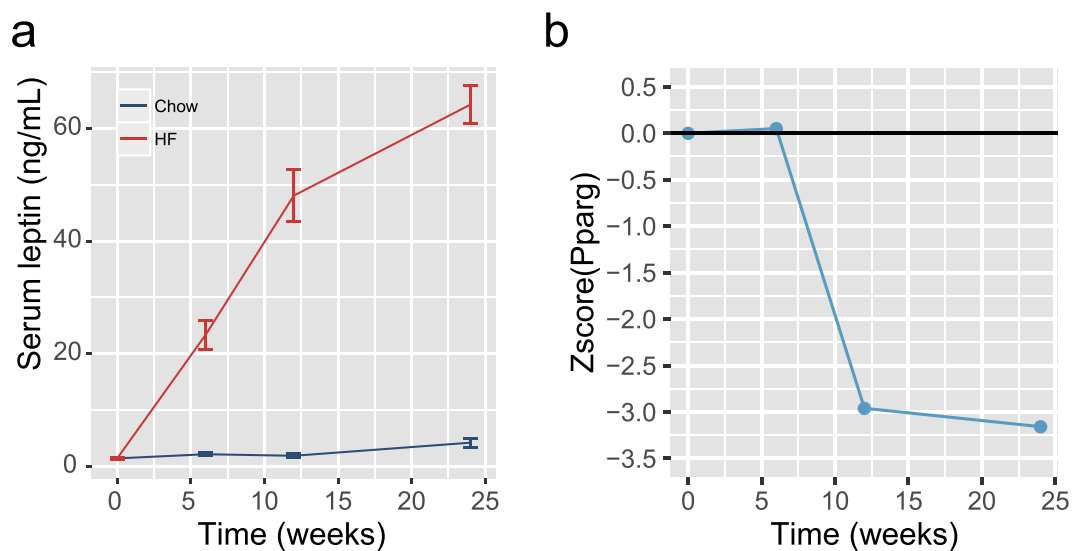 a
Serum leptin (ng/mL)
60
40
20
0
Chow
HF
0 5 10 15 20 25
Time (weeks)
b
Zscore(Pparg)
0.5
0.0
−0.5
−1.0
−1.5
−2.0
−2.5
−3.0
−3.5
0 5 10 15 20 25
Time (weeks)